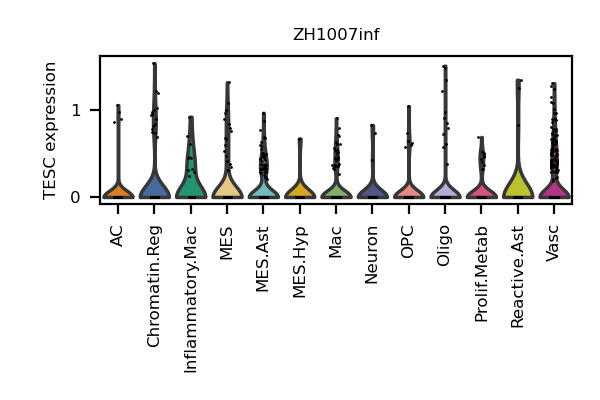 ZH1007inf
TESC expression
1
0
AC
Chromatin.Reg
Inflammatory.Mac
MES
MES.Ast
MES.Hyp
Mac
Neuron
OPC
Oligo
Prolif.Metab
Reactive.Ast
Vasc